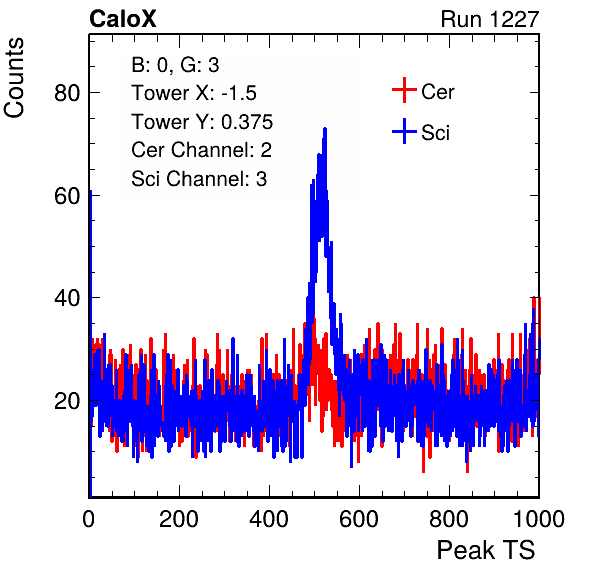 CaloX Run 1227
Counts
B: 0, G: 3
Tower X: -1.5
Tower Y: 0.375
Cer Channel: 2
Sci Channel: 3
Cer
Sci
80
60
40
20
0 200 400 600 800 1000
Peak TS